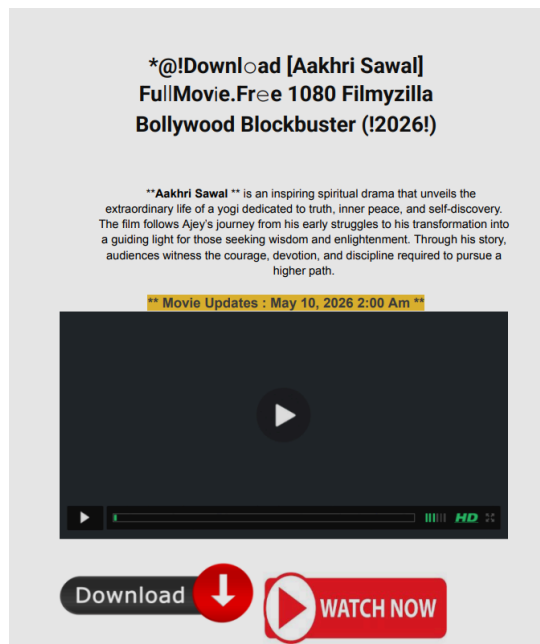 *@!Downl○ad [Aakhri Sawal]
FullMovie.Fr℮e 1080 Filmyzilla
Bollywood Blockbuster (!2026!)
**Aakhri Sawal ** is an inspiring spiritual drama that unveils the
extraordinary life of a yogi dedicated to truth, inner peace, and self-discovery.
The film follows Ajey's journey from his early struggles to his transformation into
a guiding light for those seeking wisdom and enlightenment. Through his story,
audiences witness the courage, devotion, and discipline required to pursue a
higher path.
** Movie Updates : May 10, 2026 2:00 Am **
HD
Download
WATCH NOW